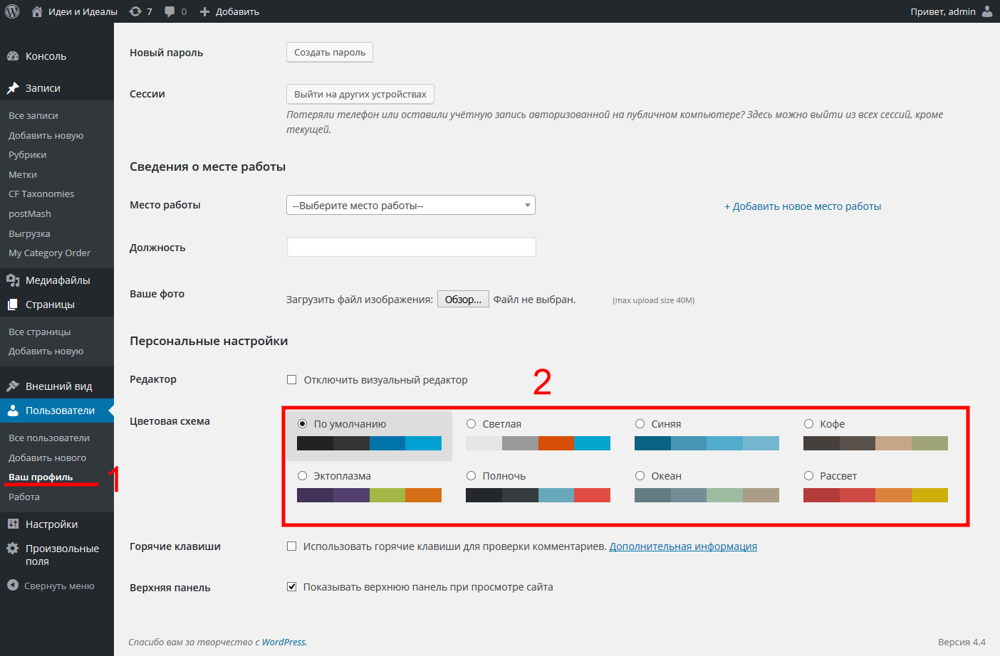 Идеи и Идеалы 7 0 Добавить Привет, admin
Консоль
Записи
Все записи
Добавить новую
Рубрики
Метки
CF Taxonomies
postMash
Выгрузка
My Category Order
Медиафайлы
Страницы
Все страницы
Добавить новую
Внешний вид
Пользователи
Все пользователи
Добавить нового
Ваш профиль 1
Работа
Настройки
Произвольные
поля
Свернуть меню
Новый пароль Создать пароль
Сессии Выйти на других устройствах
Потеряли телефон или оставили учётную запись авторизованной на публичном компьютере? Здесь можно выйти из всех сессий, кроме
текущей.
Сведения о месте работы
Место работы --Выберите место работы-- + Добавить новое место работы
Должность
Ваше фото Загрузить файл изображения: Обзор... Файл не выбран. (max upload size 40M)
Персональные настройки
Редактор Отключить визуальный редактор 2
Цветовая схема По умолчанию Светлая Синяя Кофе
Эктоплазма Полночь Океан Рассвет
Горячие клавиши Использовать горячие клавиши для проверки комментариев. Дополнительная информация
Верхняя панель Показывать верхнюю панель при просмотре сайта
Спасибо вам за творчество с WordPress. Версия 4.4